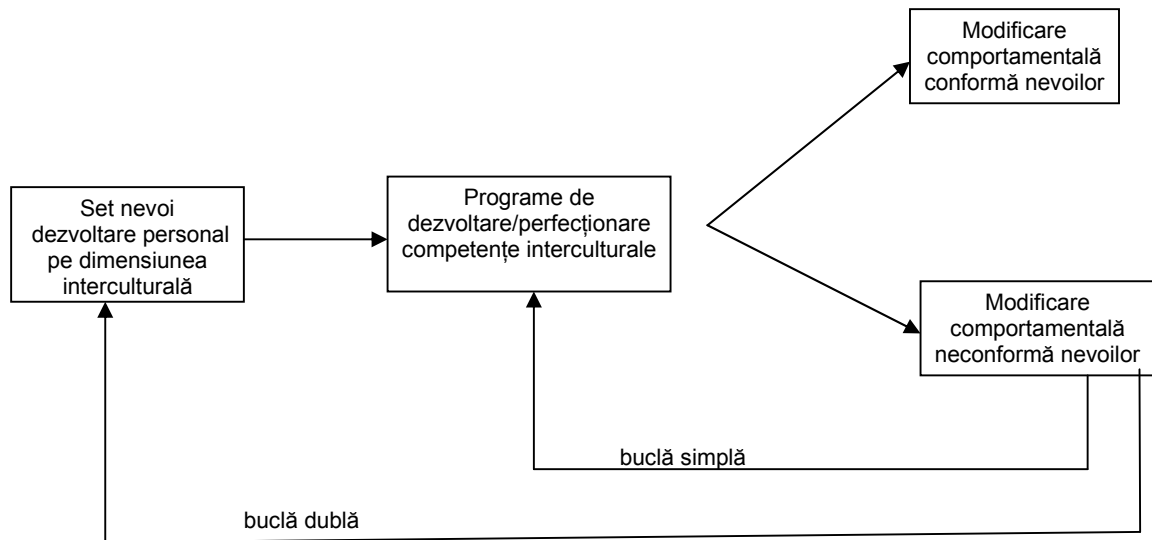 Modificare
comportamentală
conformă nevoilor
Set nevoi
dezvoltare personal
pe dimensiunea
interculturală
Programe de
dezvoltare/perfecționare
competențe interculturale
Modificare
comportamentală
neconformă nevoilor
buclă simplă
buclă dublă